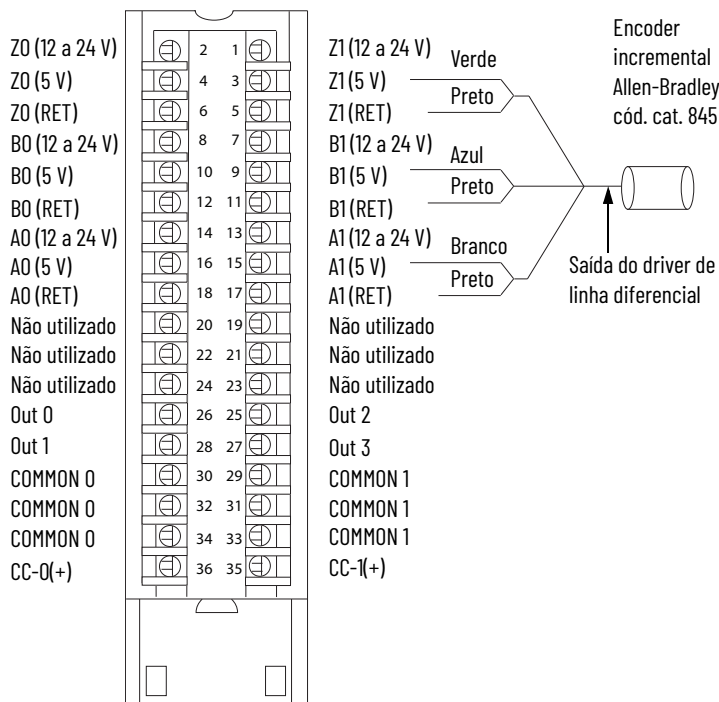 Z0 (12 a 24 V) 2 1 Z1 (12 a 24 V)
Z0 (5 V) 4 3 Z1 (5 V)
Z0 (RET) 6 5 Z1 (RET)
B0 (12 a 24 V) 8 7 B1 (12 a 24 V)
B0 (5 V) 10 9 B1 (5 V)
B0 (RET) 12 11 B1 (RET)
A0 (12 a 24 V) 14 13 A1 (12 a 24 V)
A0 (5 V) 16 15 A1 (5 V)
A0 (RET) 18 17 A1 (RET)
Não utilizado 20 19 Não utilizado
Não utilizado 22 21 Não utilizado
Não utilizado 24 23 Não utilizado
Out 0 26 25 Out 2
Out 1 28 27 Out 3
COMMON 0 30 29 COMMON 1
COMMON 0 32 31 COMMON 1
COMMON 0 34 33 COMMON 1
CC-0(+) 36 35 CC-1(+)
Verde
Preto
Azul
Preto
Branco
Preto
Encoder
incremental
Allen-Bradley
cód. cat. 845
Saída do driver de
linha diferencial